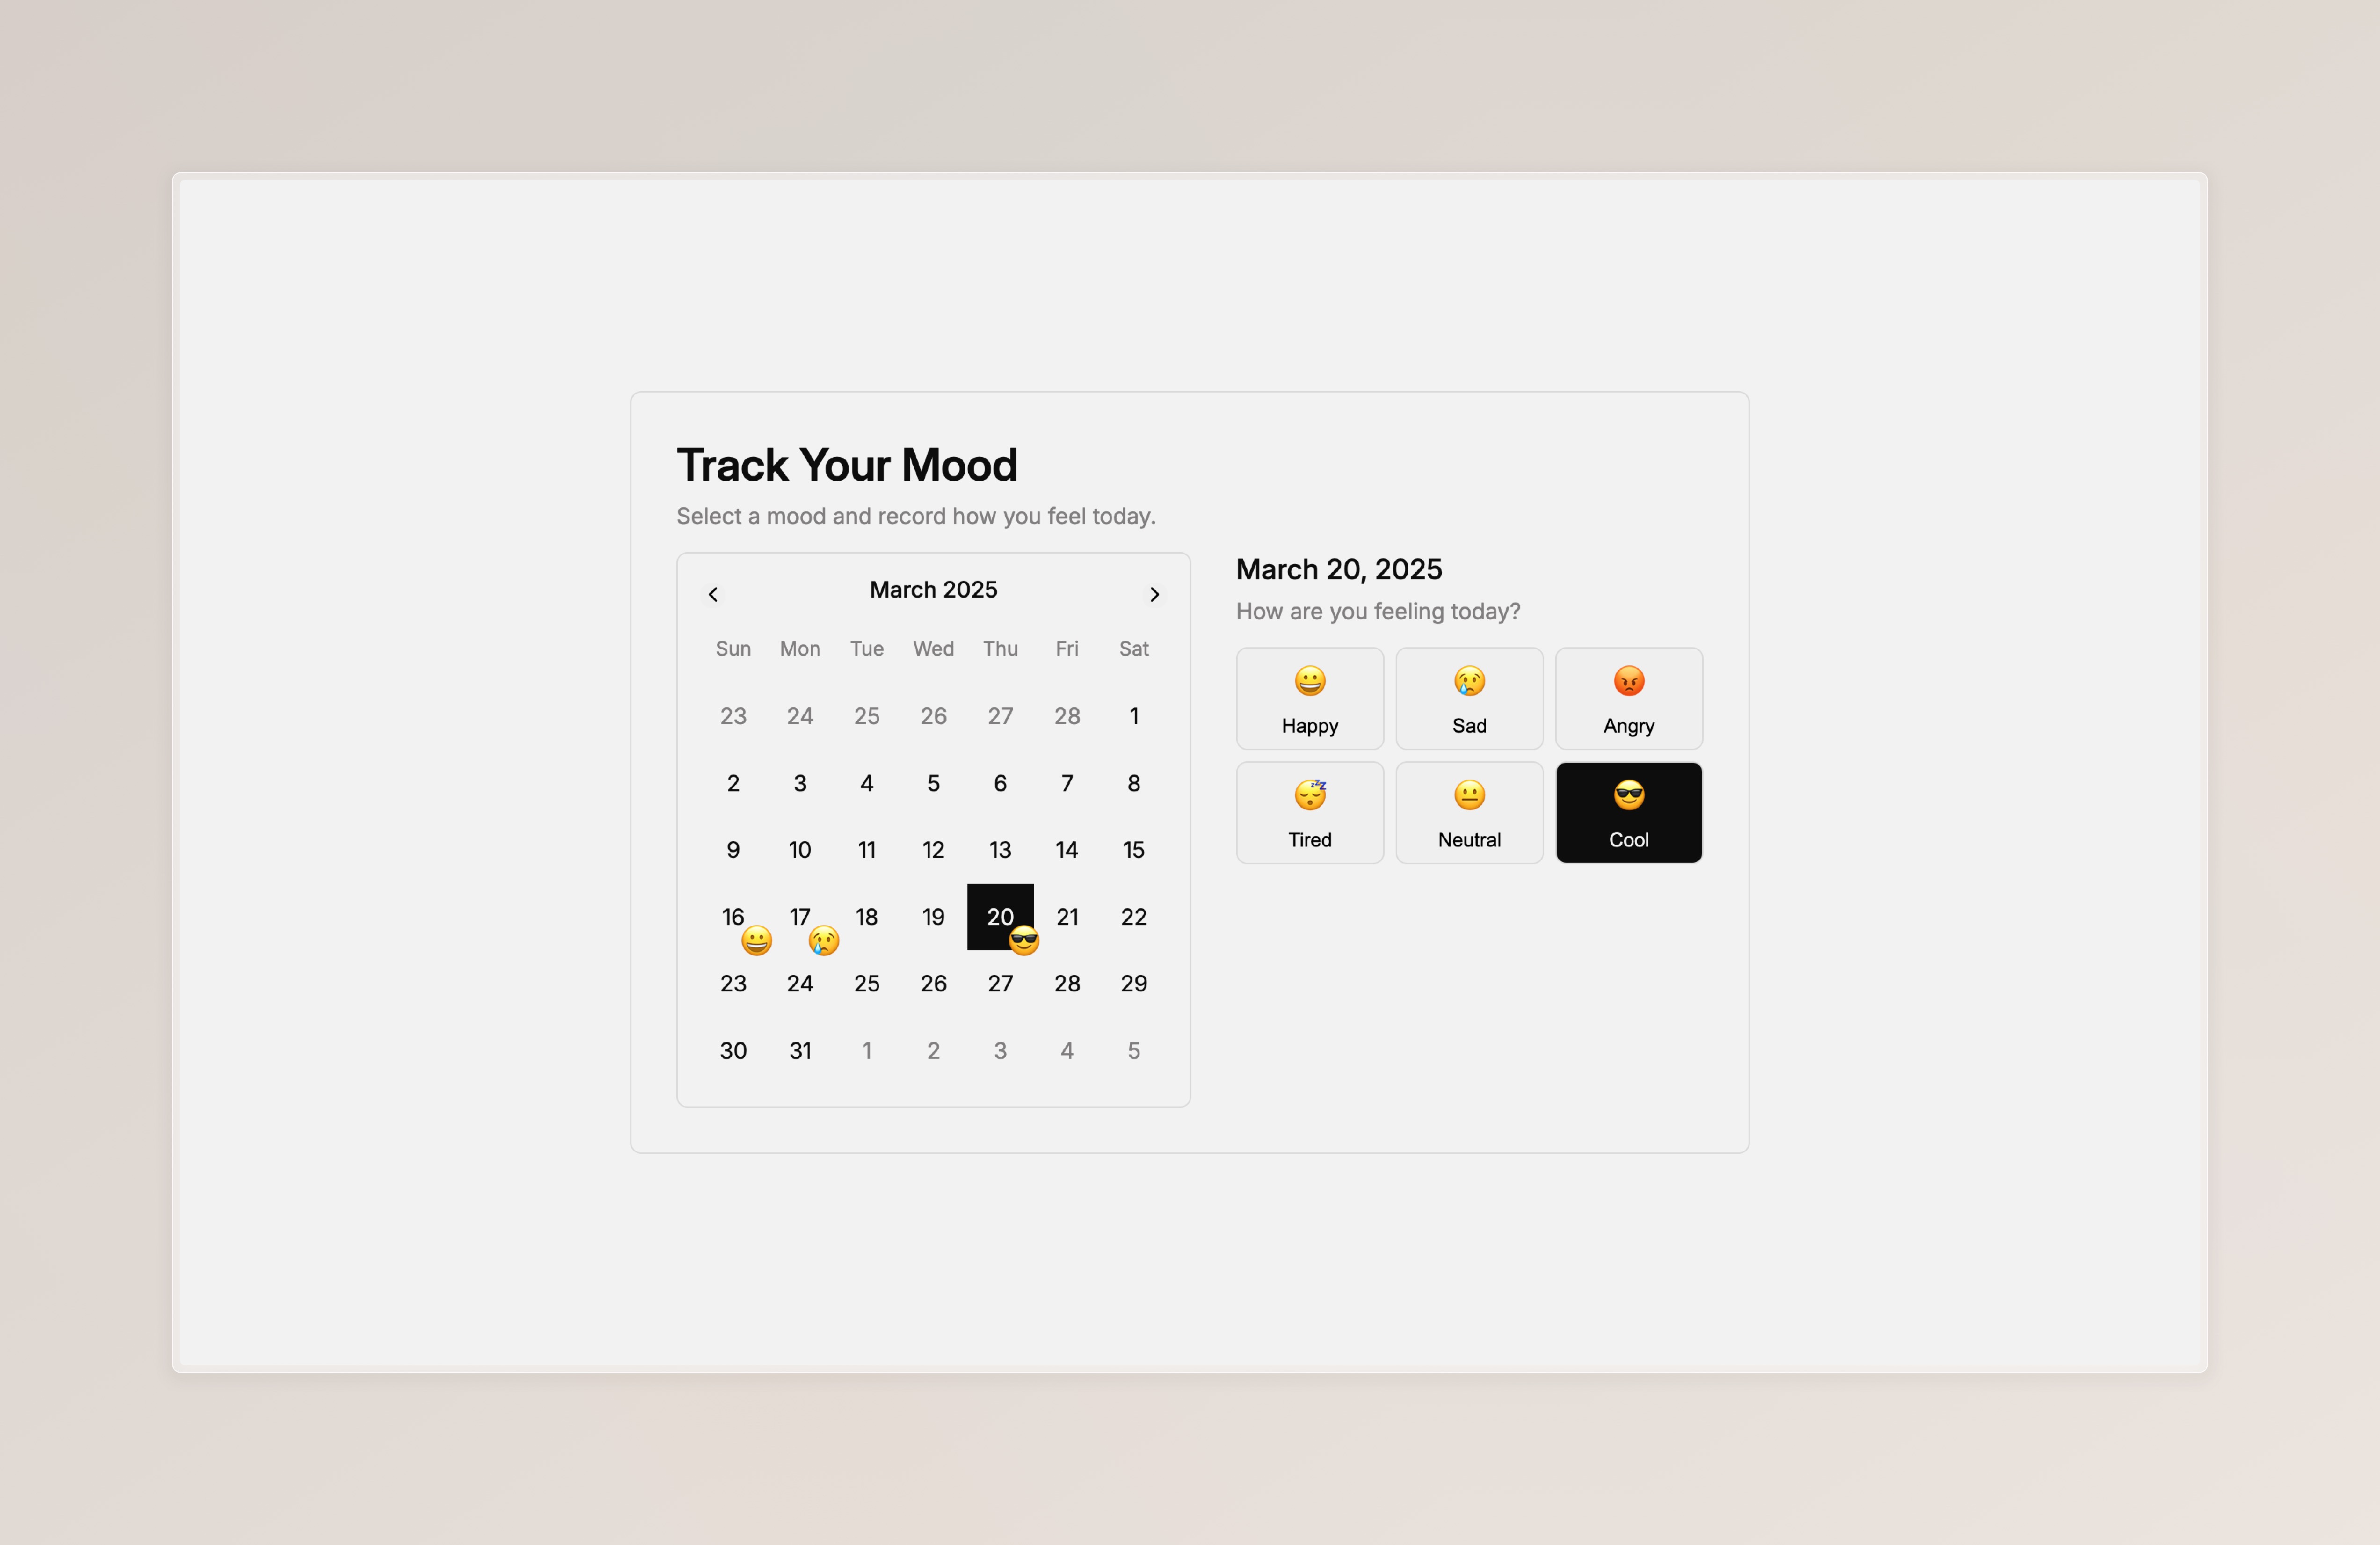 Track Your Mood
Select a mood and record how you feel today.
March 2025
Sun Mon Tue Wed Thu Fri Sat
23 24 25 26 27 28 1
2 3 4 5 6 7 8
9 10 11 12 13 14 15
16 17 18 19 20 21 22
23 24 25 26 27 28 29
30 31 1 2 3 4 5
March 20, 2025
How are you feeling today?
Happy Sad Angry
Tired Neutral Cool